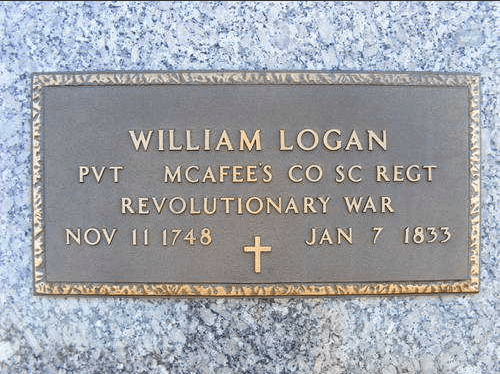 WILLIAM LOGAN
PVT MCAFEE'S CO SC REGT
REVOLUTIONARY WAR
NOV 11 1748 JAN 7 1833